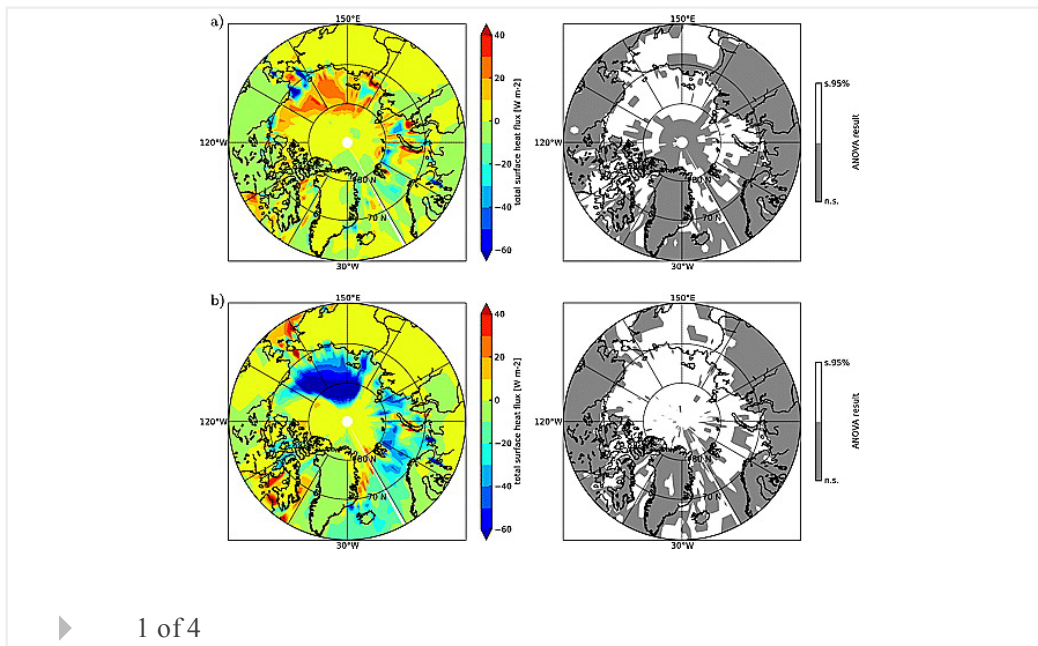 a)
150°E
120°W
80 N
70 N
30°W
40
20
0
−20
−40
−60
total surface heat flux [W m-2]
150°E
120°W
80 N
70 N
30°W
s.95%
n.s.
ANOVA result
b)
150°E
120°W
80 N
70 N
30°W
40
20
0
−20
−40
−60
total surface heat flux [W m-2]
150°E
120°W
1
80 N
70 N
30°W
s.95%
n.s.
ANOVA result
1 of 4